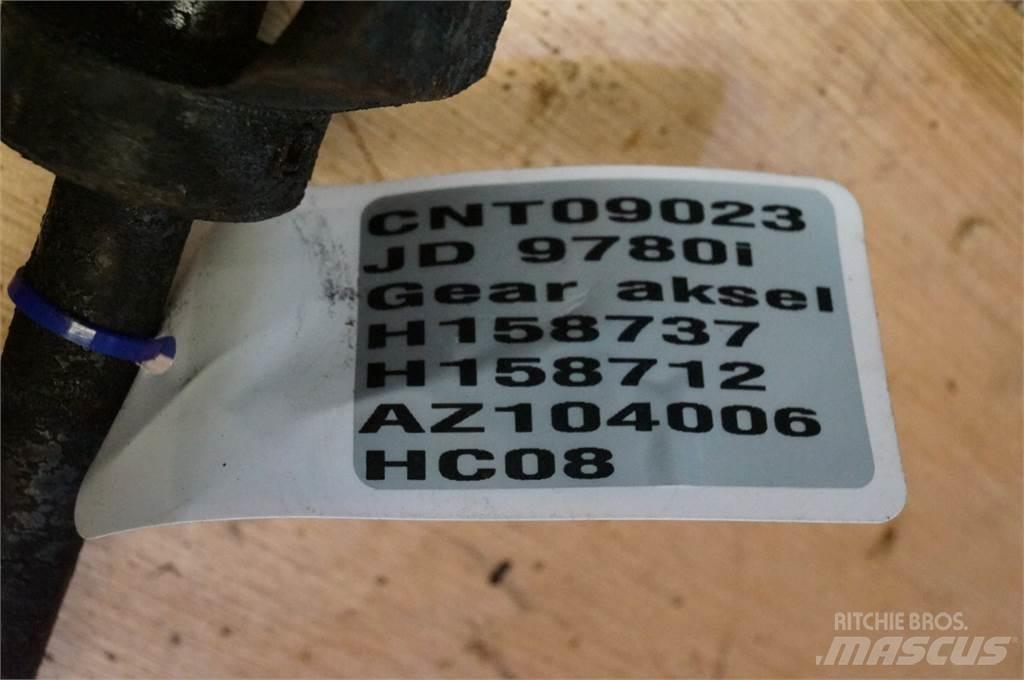 CNT09023
JD 9780i
Gear aksel
H158737
H158712
AZ104006
HC08
RITCHIE BROS.
MASCUS